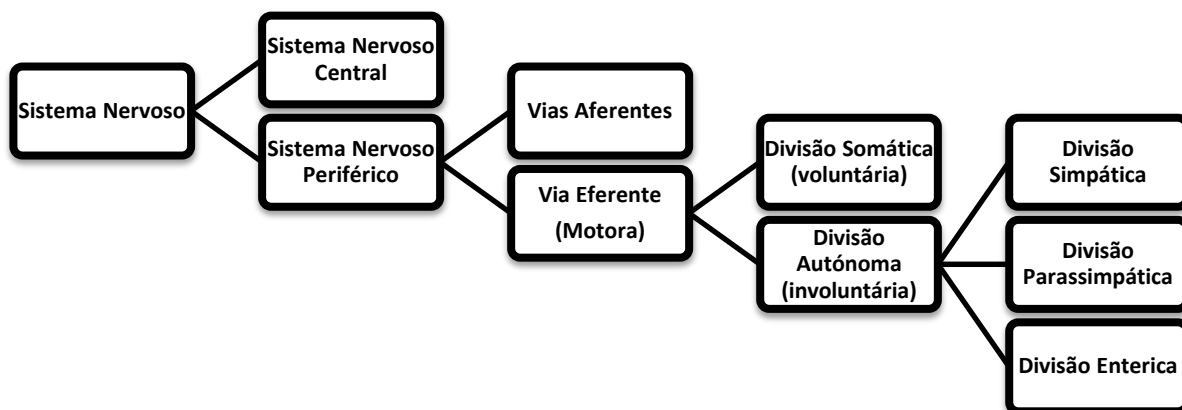 Sistema Nervoso
Sistema Nervoso
Central
Sistema Nervoso
Periférico
Vias Aferentes
Via Eferente
(Motora)
Divisão Somática
(voluntária)
Divisão
Autónoma
(involuntária)
Divisão
Simpática
Divisão
Parassimpática
Divisão Enterica